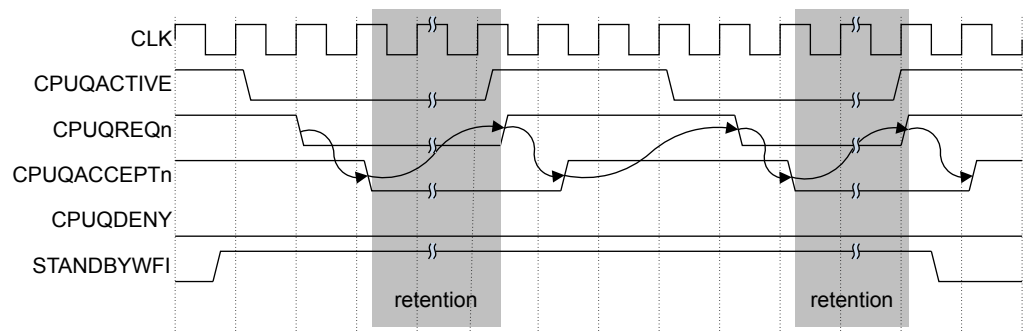 CLK
CPUQACTIVE
CPUQREQn
CPUQACCEPTn
CPUQDENY
STANDBYWFI
retention
retention